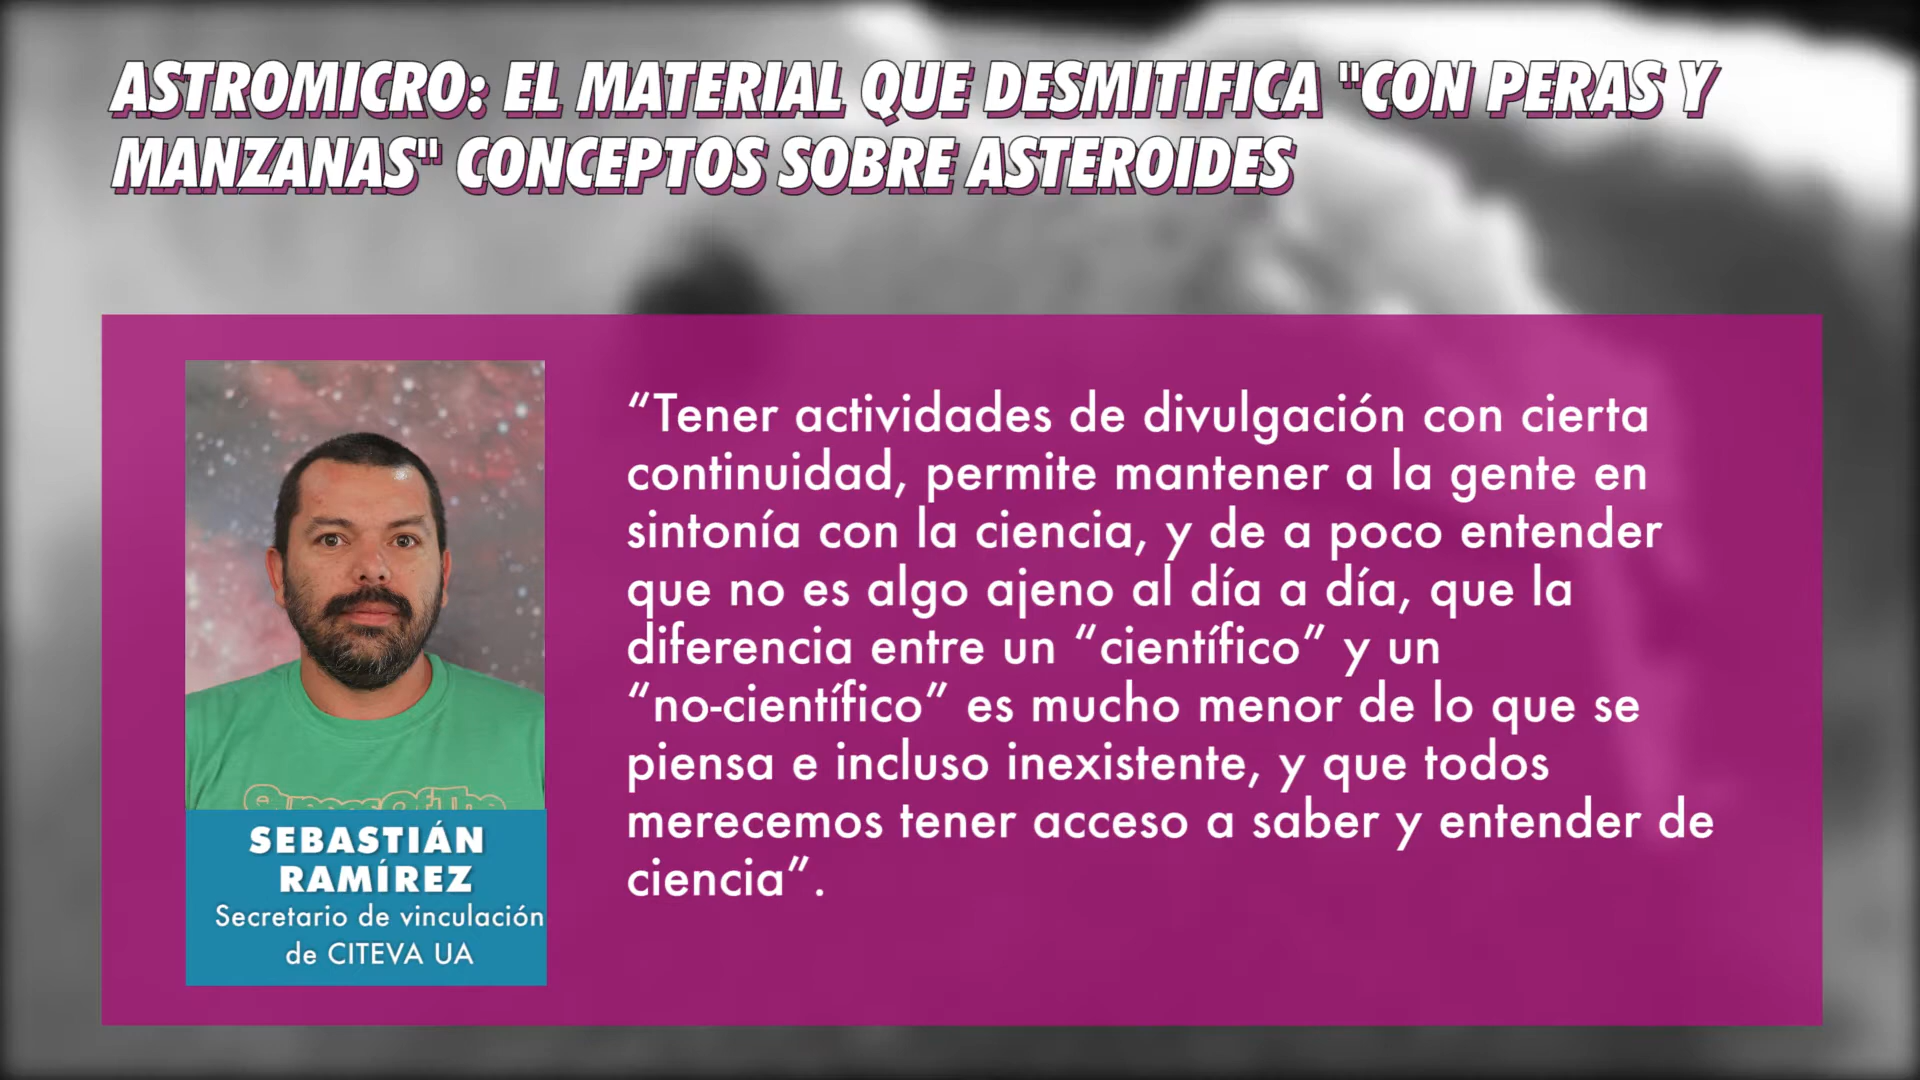 ASTROMICRO: EL MATERIAL QUE DESMITIFICA "CON PERAS Y
MANZANAS" CONCEPTOS SOBRE ASTEROIDES
“Tener actividades de divulgación con cierta
continuidad, permite mantener a la gente en
sintonía con la ciencia, y de a poco entender
que no es algo ajeno al día a día, que la
diferencia entre un “científico” y un
“no-científico” es mucho menor de lo que se
piensa e incluso inexistente, y que todos
merecemos tener acceso a saber y entender de
ciencia”.
SEBASTIÁN
RAMÍREZ
Secretario de vinculación
de CITEVA UA